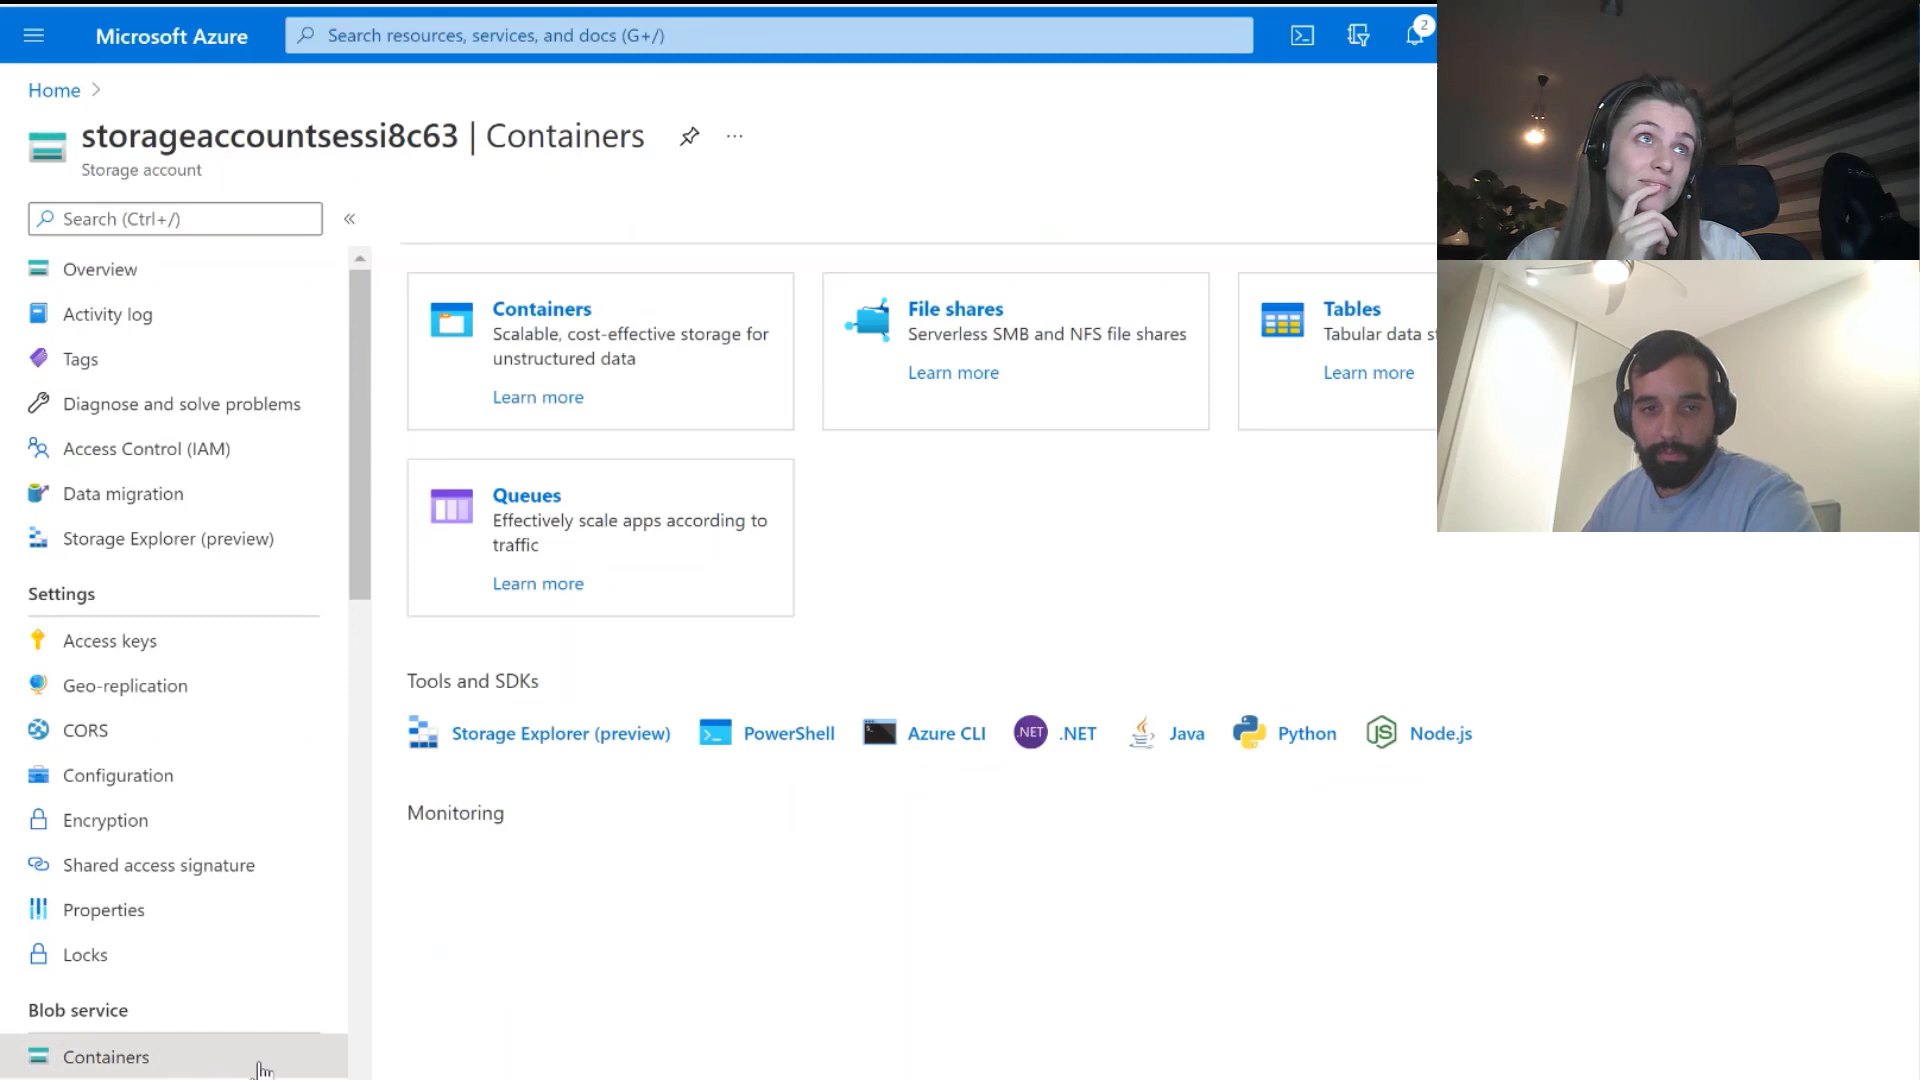 Microsoft Azure
Search resources, services, and docs (G+/)
2
Home
storageaccountsessi8c63 | Containers
...
Storage account
Search (Ctrl+/)
«
Overview
Activity log
Tags
Diagnose and solve problems
Access Control (IAM)
Data migration
Storage Explorer (preview)
Settings
Access keys
Geo-replication
CORS
Configuration
Encryption
Shared access signature
Properties
Locks
Blob service
Containers
Containers
Scalable, cost-effective storage for
unstructured data
Learn more
File shares
Serverless SMB and NFS file shares
Learn more
Tables
Tabular data
Learn more
Queues
Effectively scale apps according to
traffic
Learn more
Tools and SDKs
Storage Explorer (preview)
PowerShell
Azure CLI
.NET
.NET
Java
Python
JS
Node.js
Monitoring